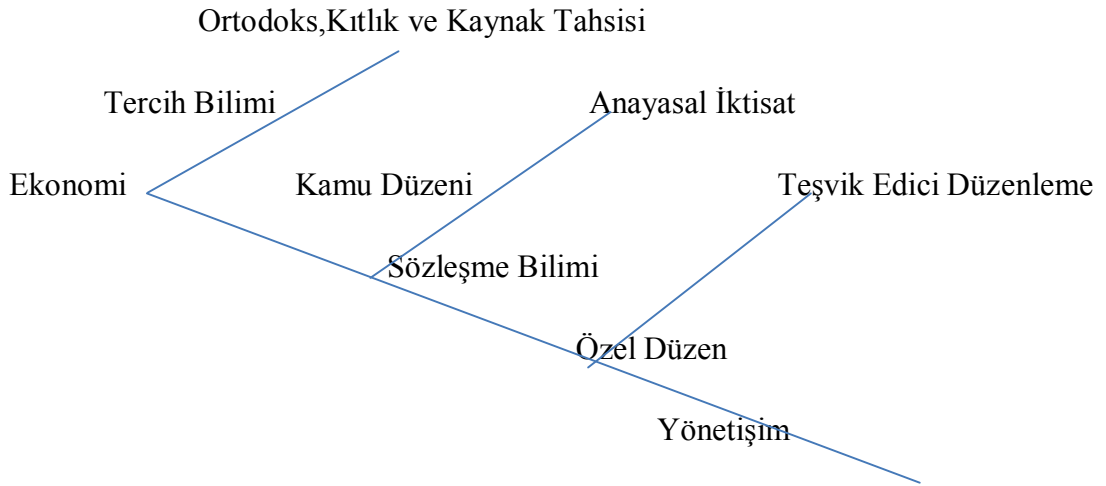 Ortodoks,Kıtlık ve Kaynak Tahsisi
Tercih Bilimi
Anayasal İktisat
Ekonomi
Kamu Düzeni
Teşvik Edici Düzenleme
Sözleşme Bilimi
Özel Düzen
Yönetişim